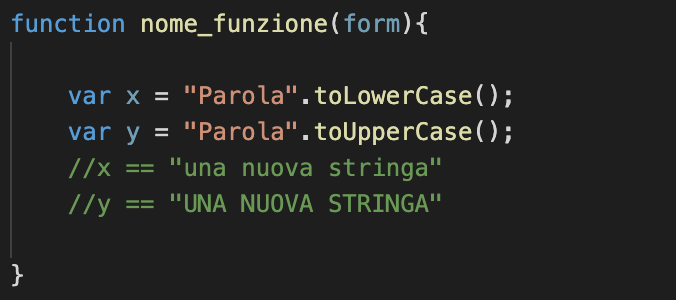 function nome_funzione(form){
var x = "Parola".toLowerCase();
var y = "Parola".toUpperCase();
//x == "una nuova stringa"
//y == "UNA NUOVA STRINGA"
}